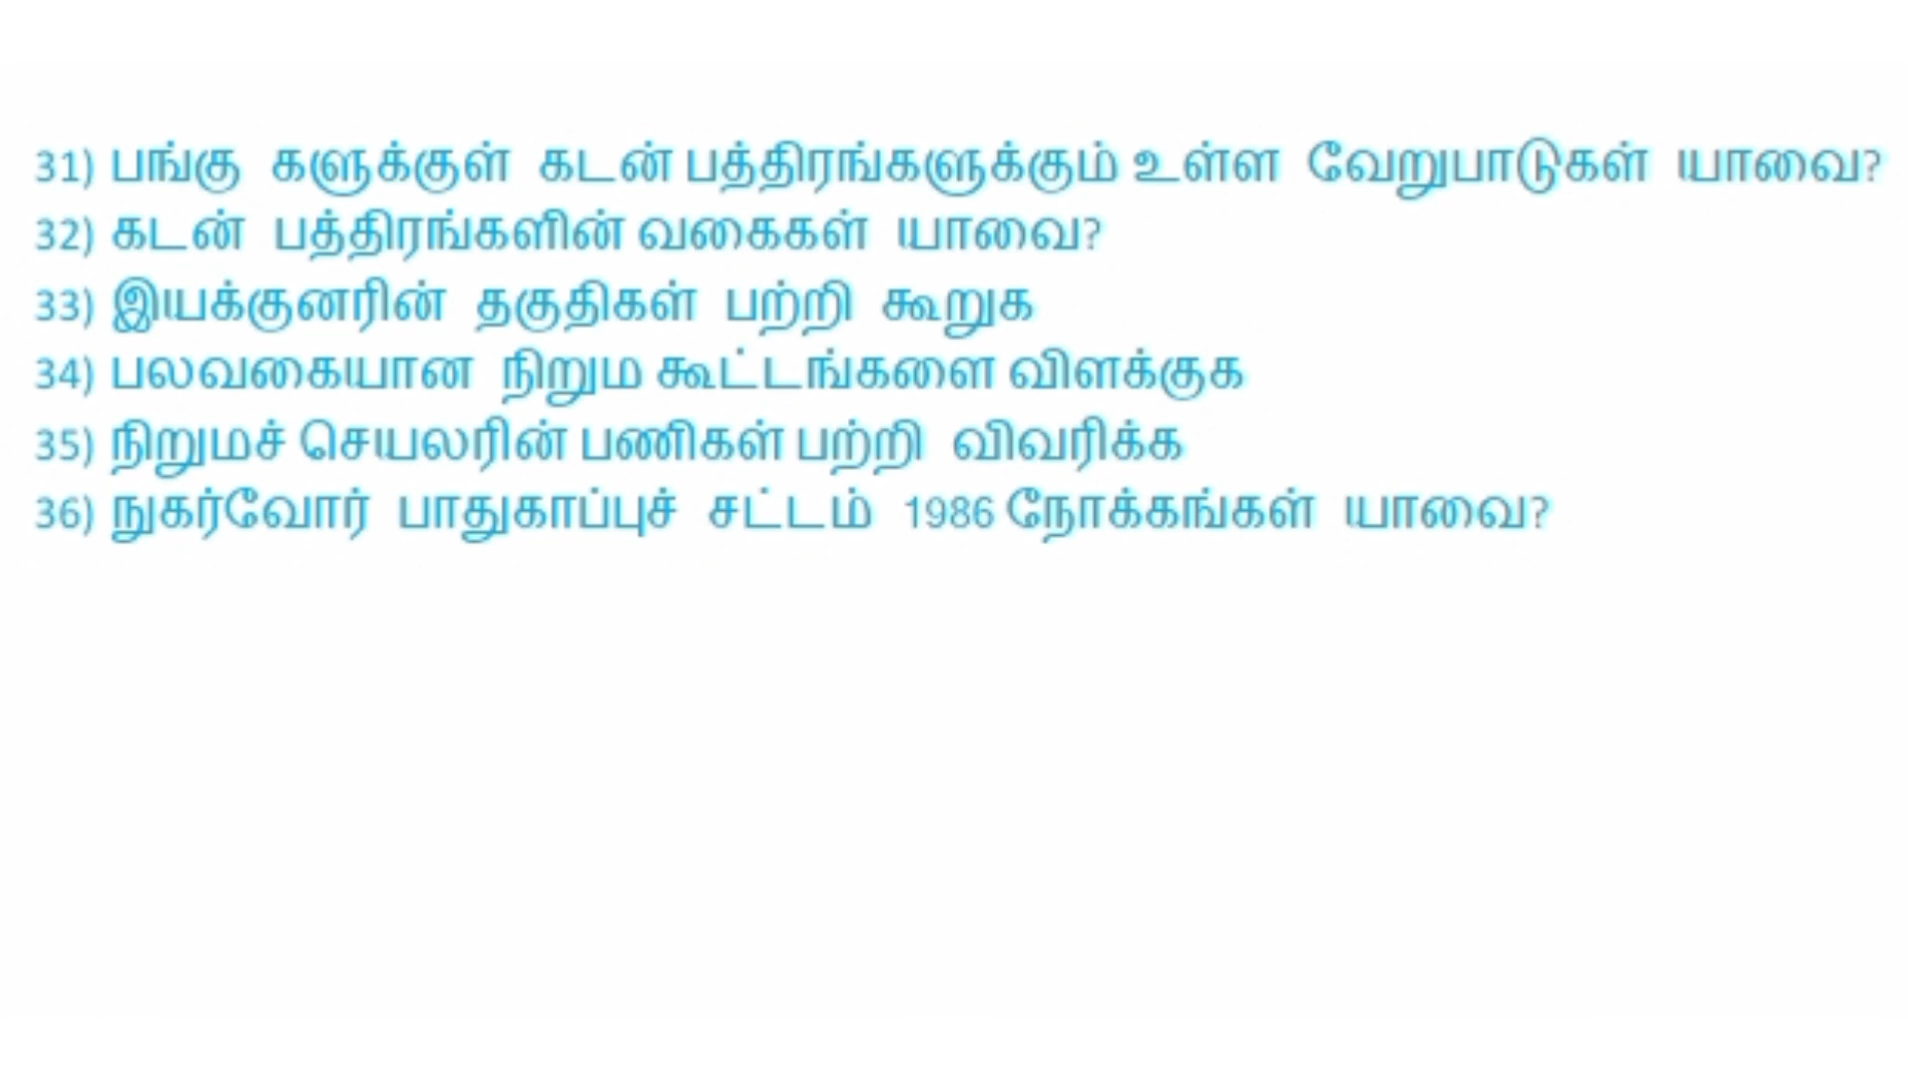 31) பங்கு களுக்குள் கடன் பத்திரங்களுக்கும் உள்ள வேறுபாடுகள் யாவை?
32) கடன் பத்திரங்களின் வகைகள் யாவை?
33) இயக்குனரின் தகுதிகள் பற்றி கூறுக
34) பலவகையான நிறும கூட்டங்களை விளக்குக
35) நிறுமச் செயலரின் பணிகள் பற்றி விவரிக்க
36) நுகர்வோர் பாதுகாப்புச் சட்டம் 1986 நோக்கங்கள் யாவை?